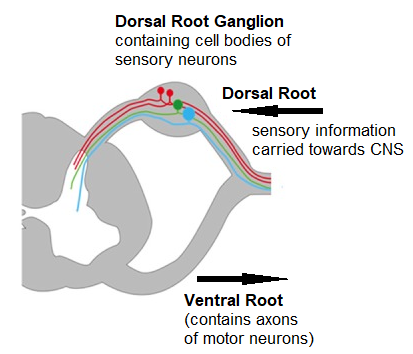 Dorsal Root Ganglion
containing cell bodies of
sensory neurons
Dorsal Root
sensory information
carried towards CNS
Ventral Root
(contains axons
of motor neurons)